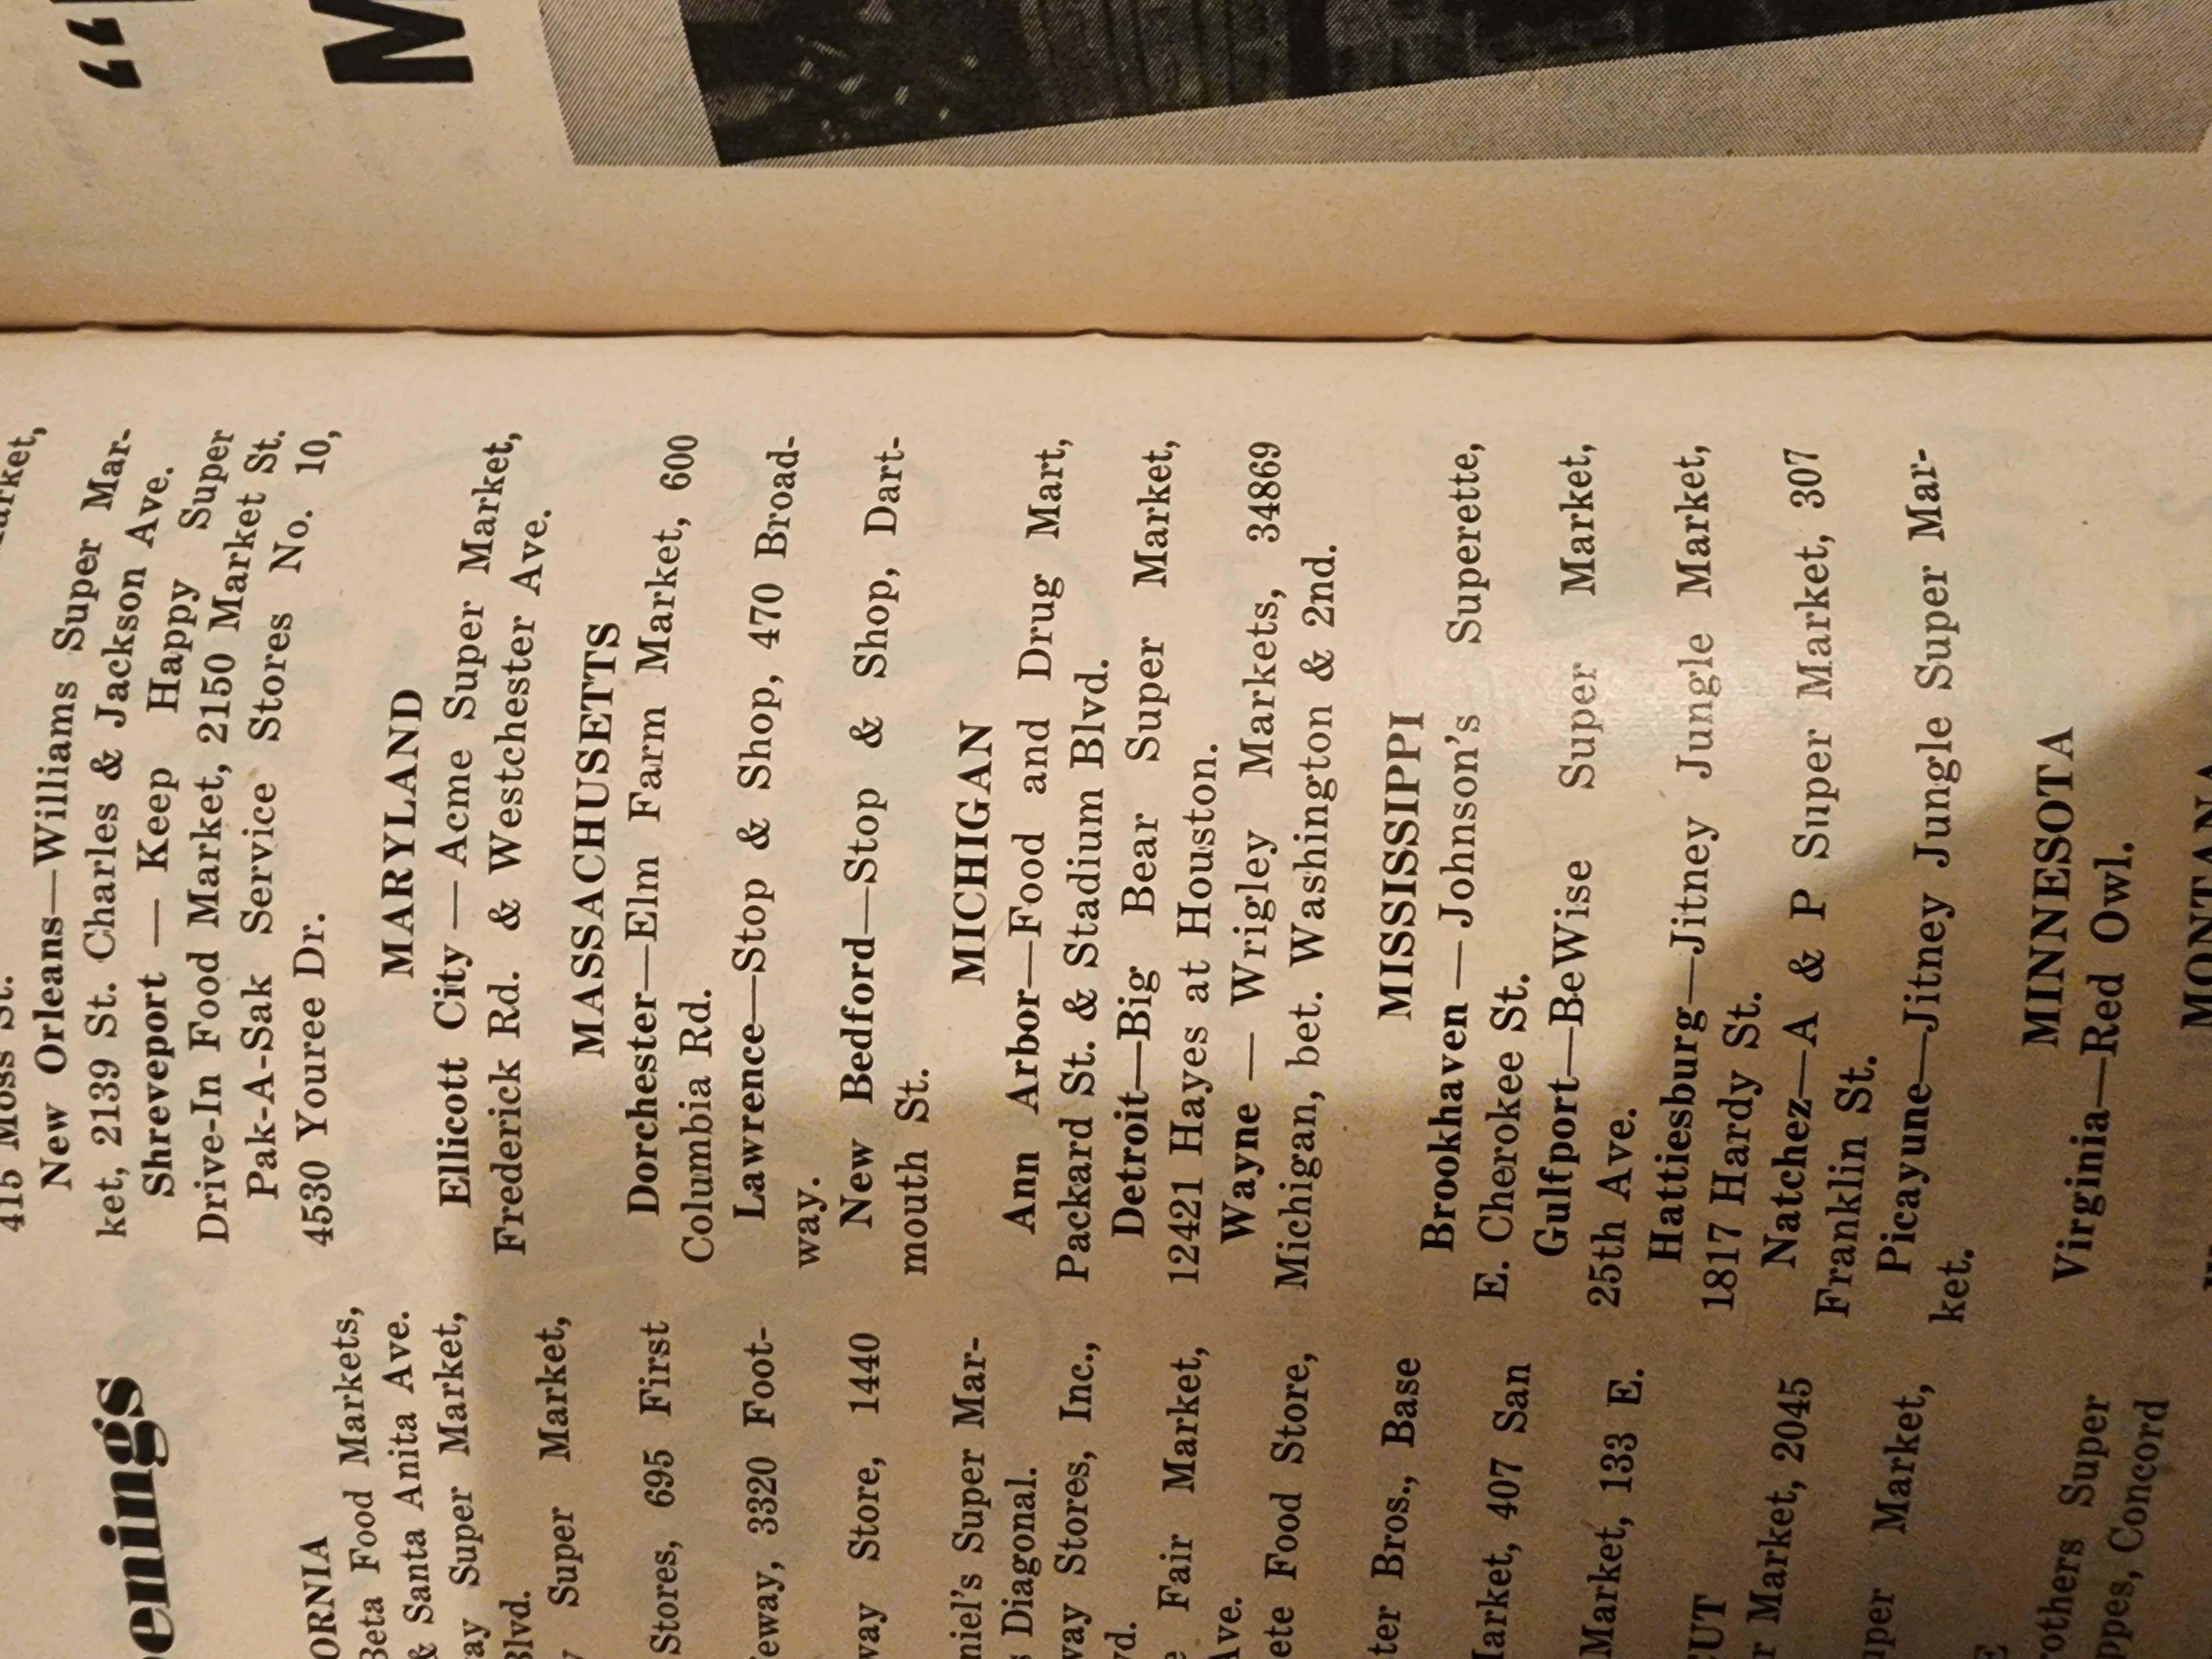 enings
ORNIA
Beta Food Markets,
& Santa Anita Ave.
ay Super Market,
Blvd.
Super Market,
Stores, 695 First
eway, 3320 Foot-
way Store, 1440
niel's Super Mar-
Diagonal.
way Stores, Inc.,
vd.
Fair Market,
Ave.
ete Food Store,
ter Bros., Base
Market, 407 San
Market, 133 E.
CUT
r Market, 2045
uper Market,
E
rothers Super
ppes, Concord
arket,
415 Moss St.
New Orleans—Williams Super Mar-
ket, 2139 St. Charles & Jackson Ave.
Shreveport — Keep Happy Super
Drive-In Food Market, 2150 Market St.
Pak-A-Sak Service Stores No. 10,
4530 Youree Dr.
MARYLAND
Ellicott City — Acme Super Market,
Frederick Rd. & Westchester Ave.
MASSACHUSETTS
Dorchester—Elm Farm Market, 600
Columbia Rd.
Lawrence—Stop & Shop, 470 Broad-
way.
New Bedford—Stop & Shop, Dart-
mouth St.
MICHIGAN
Ann Arbor—Food and Drug Mart,
Packard St. & Stadium Blvd.
Detroit—Big Bear Super Market,
12421 Hayes at Houston.
Wayne — Wrigley Markets, 34869
Michigan, bet. Washington & 2nd.
MISSISSIPPI
Brookhaven — Johnson's Superette,
E. Cherokee St.
Gulfport—BeWise Super Market,
25th Ave.
Hattiesburg—Jitney Jungle Market,
1817 Hardy St.
Natchez—A & P Super Market, 307
Franklin St.
Picayune—Jitney Jungle Super Mar-
ket.
MINNESOTA
Virginia—Red Owl.
MONTANA
"
M